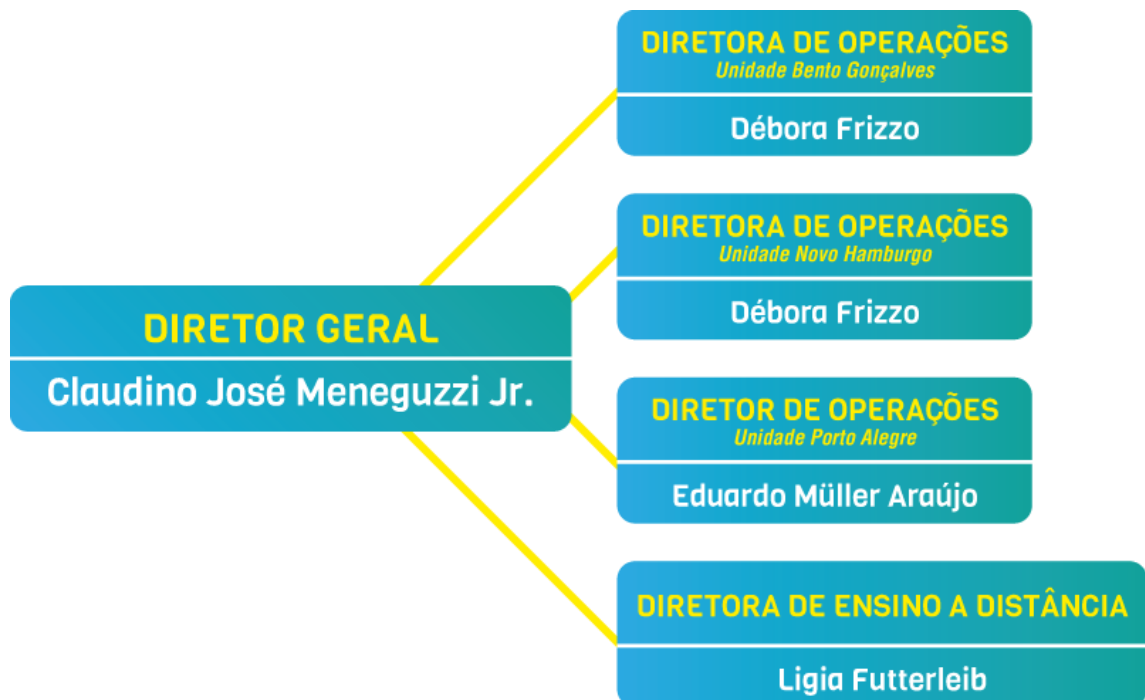 DIRETOR GERAL
Claudino José Meneguzzi Jr.
DIRETORA DE OPERAÇÕES
Unidade Bento Gonçalves
Débora Frizzo
DIRETORA DE OPERAÇÕES
Unidade Novo Hamburgo
Débora Frizzo
DIRETOR DE OPERAÇÕES
Unidade Porto Alegre
Eduardo Müller Araújo
DIRETORA DE ENSINO A DISTÂNCIA
Ligia Futterleib